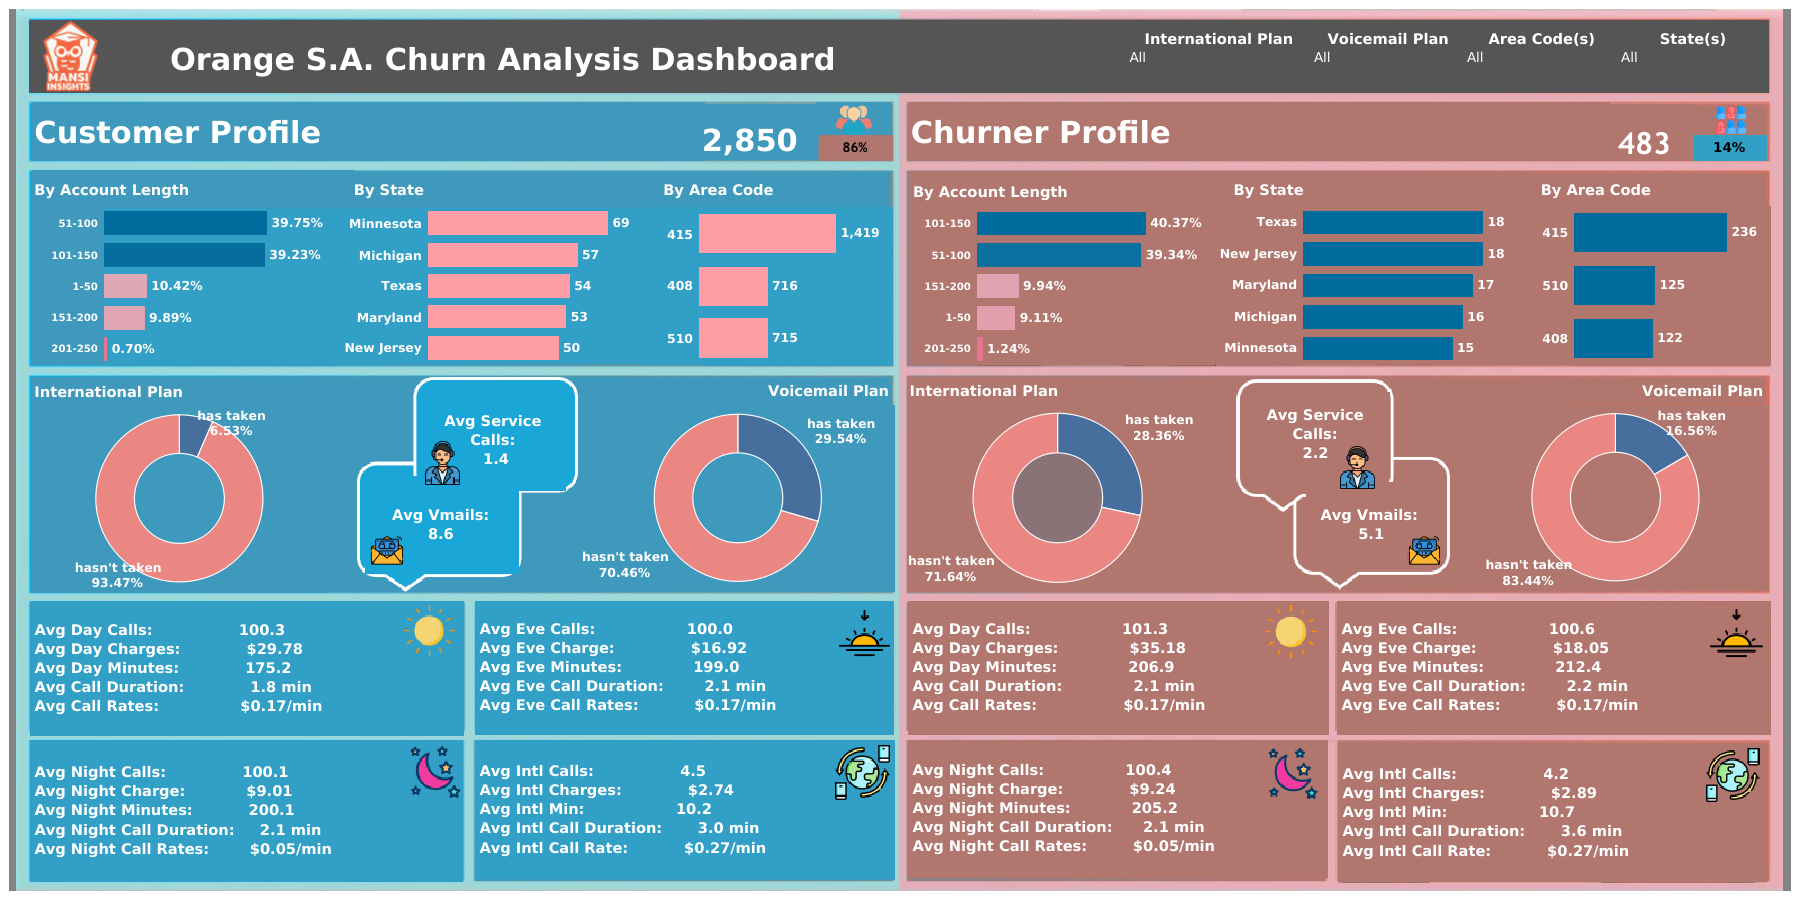 MANSI
INSIGHTS
Orange S.A. Churn Analysis Dashboard
International Plan
All
Voicemail Plan
All
Area Code(s)
All
State(s)
All
Customer Profile
2,850
86%
By Account Length
51-100 39.75%
101-150 39.23%
1-50 10.42%
151-200 9.89%
201-250 0.70%
By State
Minnesota 69
Michigan 57
Texas 54
Maryland 53
New Jersey 50
By Area Code
415 1,419
408 716
510 715
International Plan
has taken
6.53%
hasn't taken
93.47%
Avg Service
Calls:
1.4
Avg Vmails:
8.6
Voicemail Plan
has taken
29.54%
hasn't taken
70.46%
Avg Day Calls: 100.3
Avg Day Charges: $29.78
Avg Day Minutes: 175.2
Avg Call Duration: 1.8 min
Avg Call Rates: $0.17/min
Avg Eve Calls: 100.0
Avg Eve Charge: $16.92
Avg Eve Minutes: 199.0
Avg Eve Call Duration: 2.1 min
Avg Eve Call Rates: $0.17/min
Avg Night Calls: 100.1
Avg Night Charge: $9.01
Avg Night Minutes: 200.1
Avg Night Call Duration: 2.1 min
Avg Night Call Rates: $0.05/min
Avg Intl Calls: 4.5
Avg Intl Charges: $2.74
Avg Intl Min: 10.2
Avg Intl Call Duration: 3.0 min
Avg Intl Call Rate: $0.27/min
Churner Profile
483
14%
By Account Length
101-150 40.37%
51-100 39.34%
151-200 9.94%
1-50 9.11%
201-250 1.24%
By State
Texas 18
New Jersey 18
Maryland 17
Michigan 16
Minnesota 15
By Area Code
415 236
510 125
408 122
International Plan
has taken
28.36%
hasn't taken
71.64%
Avg Service
Calls:
2.2
Avg Vmails:
5.1
Voicemail Plan
has taken
16.56%
hasn't taken
83.44%
Avg Day Calls: 101.3
Avg Day Charges: $35.18
Avg Day Minutes: 206.9
Avg Call Duration: 2.1 min
Avg Call Rates: $0.17/min
Avg Eve Calls: 100.6
Avg Eve Charge: $18.05
Avg Eve Minutes: 212.4
Avg Eve Call Duration: 2.2 min
Avg Eve Call Rates: $0.17/min
Avg Night Calls: 100.4
Avg Night Charge: $9.24
Avg Night Minutes: 205.2
Avg Night Call Duration: 2.1 min
Avg Night Call Rates: $0.05/min
Avg Intl Calls: 4.2
Avg Intl Charges: $2.89
Avg Intl Min: 10.7
Avg Intl Call Duration: 3.6 min
Avg Intl Call Rate: $0.27/min